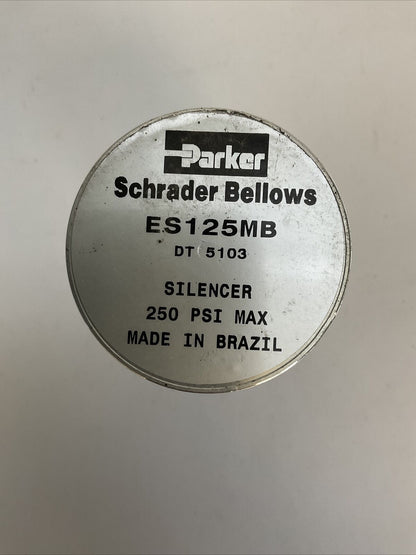 Parker
Schrader Bellows
ES125MB
DT 5103
SILENCER
250 PSI MAX
MADE IN BRAZIL